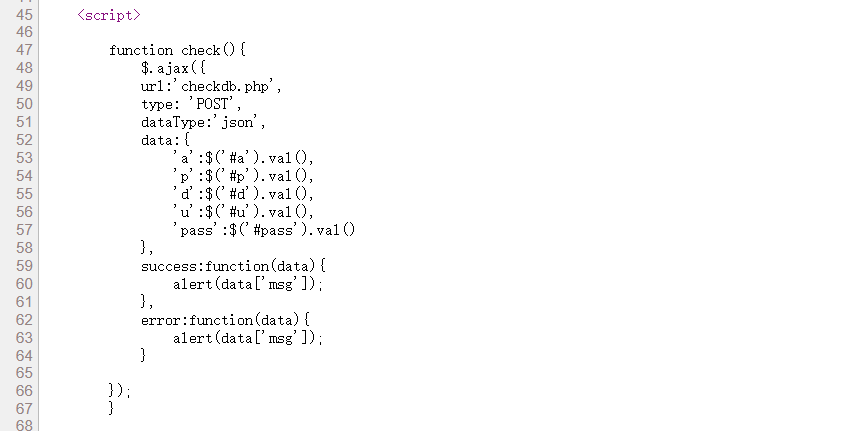 45 <script>
46
47 function check(){
48 $.ajax({
49 url:'checkdb.php',
50 type: 'POST',
51 dataType:'json',
52 data:{
53 'a':$('#a').val(),
54 'p':$('#p').val(),
55 'd':$('#d').val(),
56 'u':$('#u').val(),
57 'pass':$('#pass').val()
58 },
59 success:function(data){
60 alert(data['msg']);
61 },
62 error:function(data){
63 alert(data['msg']);
64 }
65
66 });
67 }
68